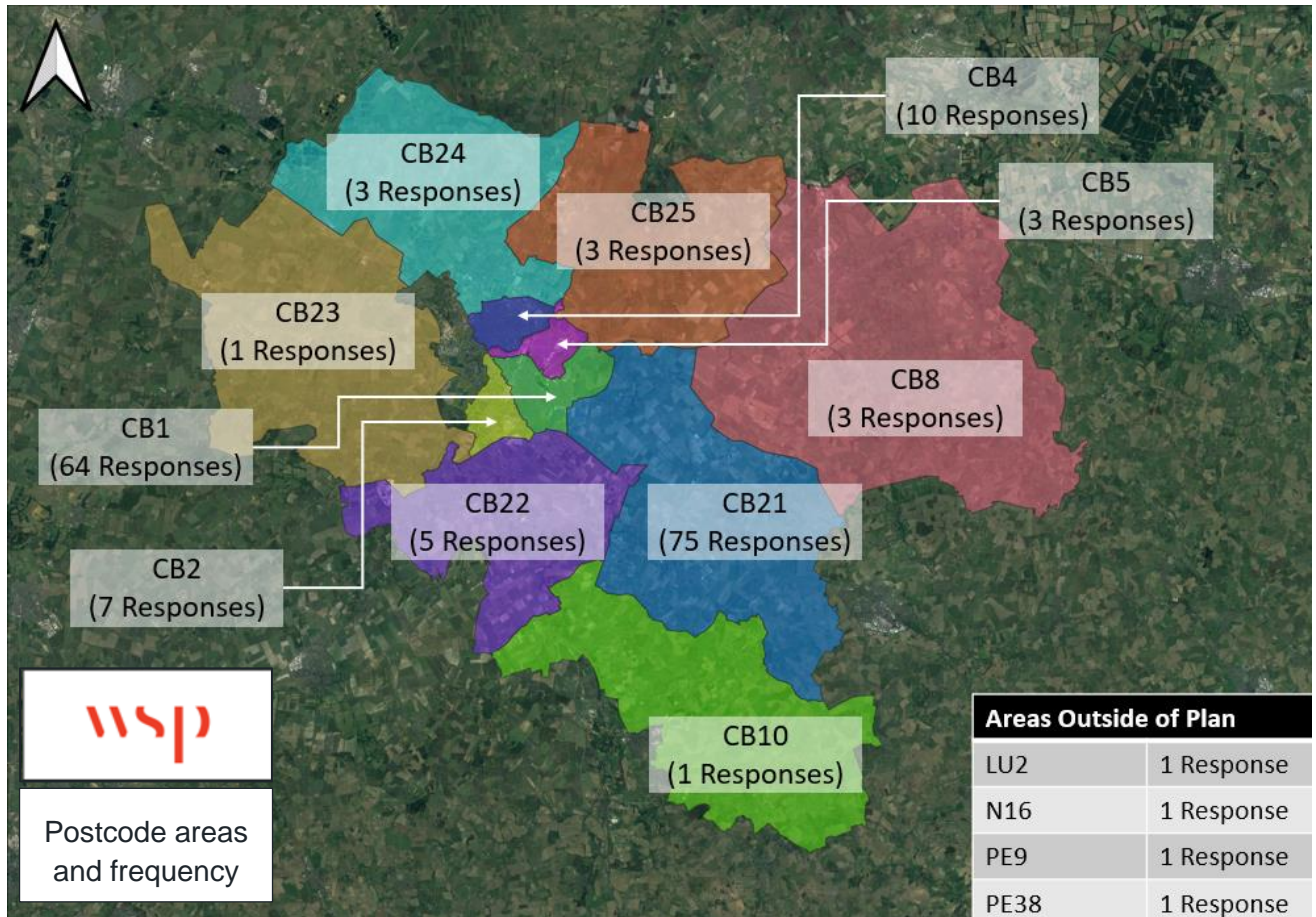 CB4
(10 Responses)
CB24
(3 Responses)
CB5
(3 Responses)
CB25
(3 Responses)
CB23
(1 Responses)
CB8
(3 Responses)
CB1
(64 Responses)
CB22
(5 Responses)
CB21
(75 Responses)
CB2
(7 Responses)
CB10
(1 Responses)
wsp
Postcode areas
and frequency
Areas Outside of Plan
LU2 1 Response
N16 1 Response
PE9 1 Response
PE38 1 Response